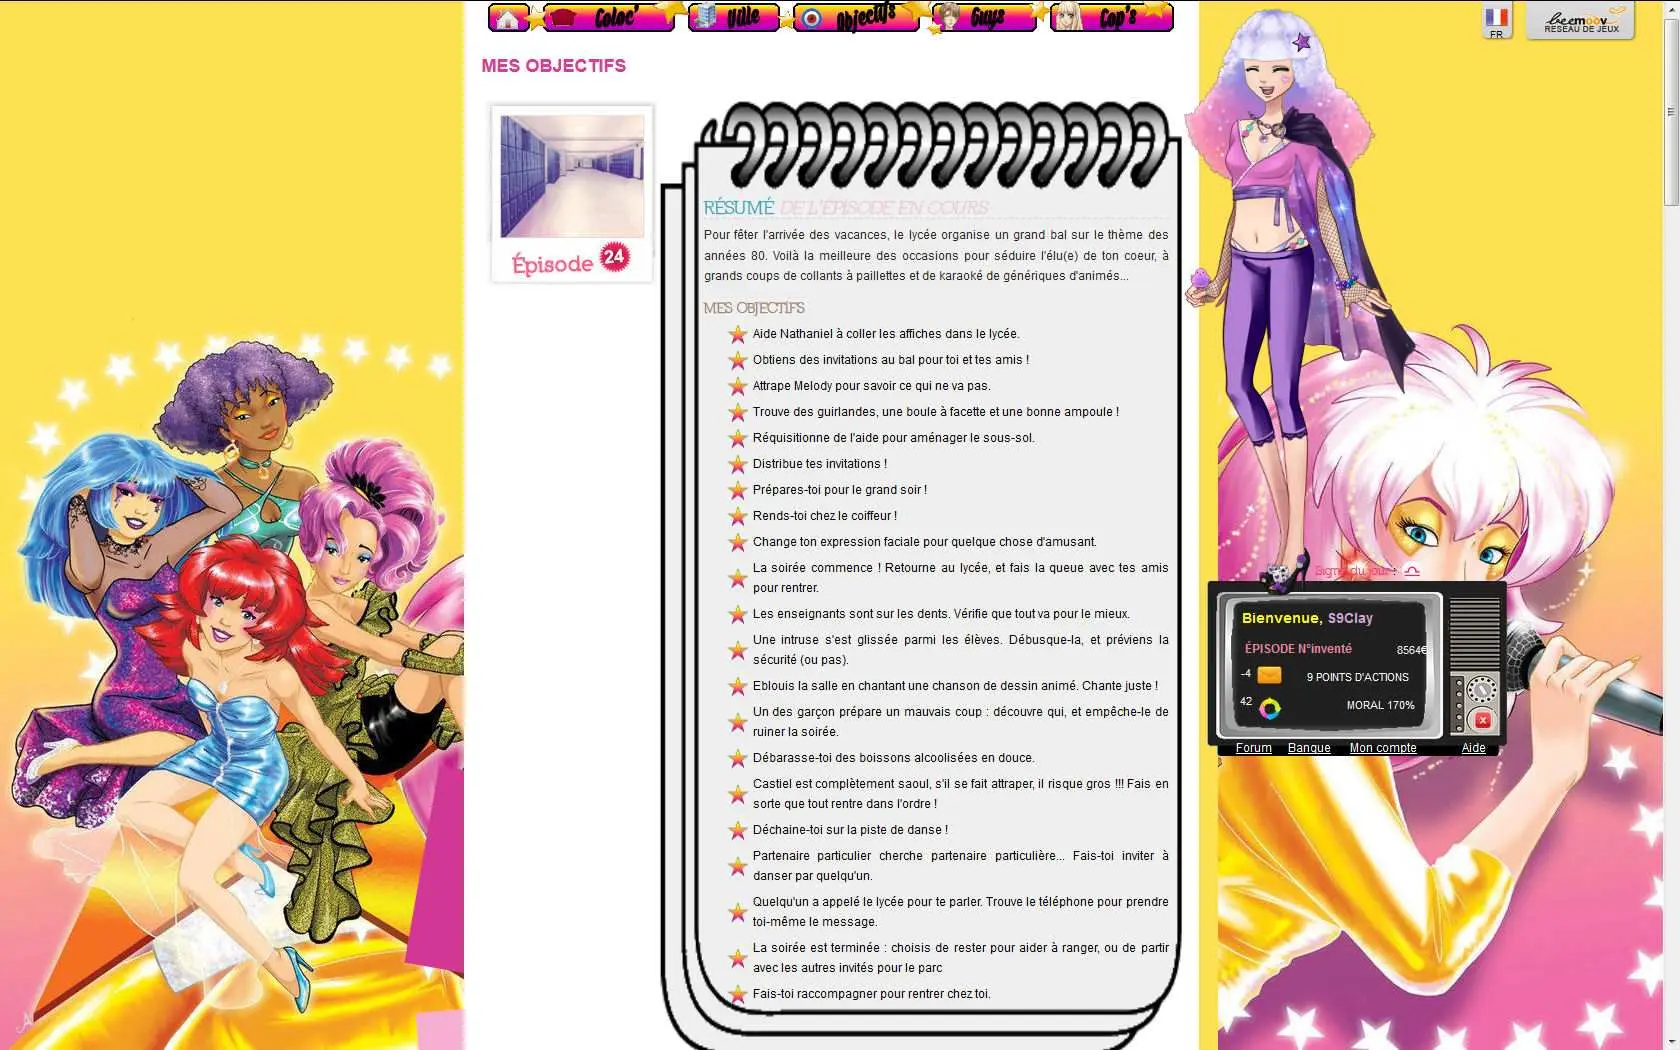 Coloc'
Ville
Objectifs
Guys
Cop's
FR
beemoov
RESEAU DE JEUX
MES OBJECTIFS
Épisode 24
RÉSUMÉ DE L'ÉPISODE EN COURS
Pour fêter l'arrivée des vacances, le lycée organise un grand bal sur le thème des
années 80. Voilà la meilleure des occasions pour séduire l'élu(e) de ton coeur, à
grands coups de collants à paillettes et de karaoké de génériques d'animés...
MES OBJECTIFS
Aide Nathaniel à coller les affiches dans le lycée.
Obtiens des invitations au bal pour toi et tes amis !
Attrape Melody pour savoir ce qui ne va pas.
Trouve des guirlandes, une boule à facette et une bonne ampoule !
Réquisitionne de l'aide pour aménager le sous-sol.
Distribue tes invitations !
Prépares-toi pour le grand soir !
Rends-toi chez le coiffeur !
Change ton expression faciale pour quelque chose d'amusant.
La soirée commence ! Retourne au lycée, et fais la queue avec tes amis
pour rentrer.
Les enseignants sont sur les dents. Vérifie que tout va pour le mieux.
Une intruse s'est glissée parmi les élèves. Débusque-la, et préviens la
sécurité (ou pas).
Eblouis la salle en chantant une chanson de dessin animé. Chante juste !
Un des garçon prépare un mauvais coup : découvre qui, et empêche-le de
ruiner la soirée.
Débarasse-toi des boissons alcoolisées en douce.
Castiel est complètement saoul, s'il se fait attraper, il risque gros !!! Fais en
sorte que tout rentre dans l'ordre !
Déchaine-toi sur la piste de danse !
Partenaire particulier cherche partenaire particulière... Fais-toi inviter à
danser par quelqu'un.
Quelqu'un a appelé le lycée pour te parler. Trouve le téléphone pour prendre
toi-même le message.
La soirée est terminée : choisis de rester pour aider à ranger, ou de partir
avec les autres invités pour le parc
Fais-toi raccompagner pour rentrer chez toi.
Signe du jour :
Bienvenue, S9Clay
ÉPISODE N°inventé
8564€
-4
9 POINTS D'ACTIONS
42
MORAL 170%
Forum
Banque
Mon compte
Aide